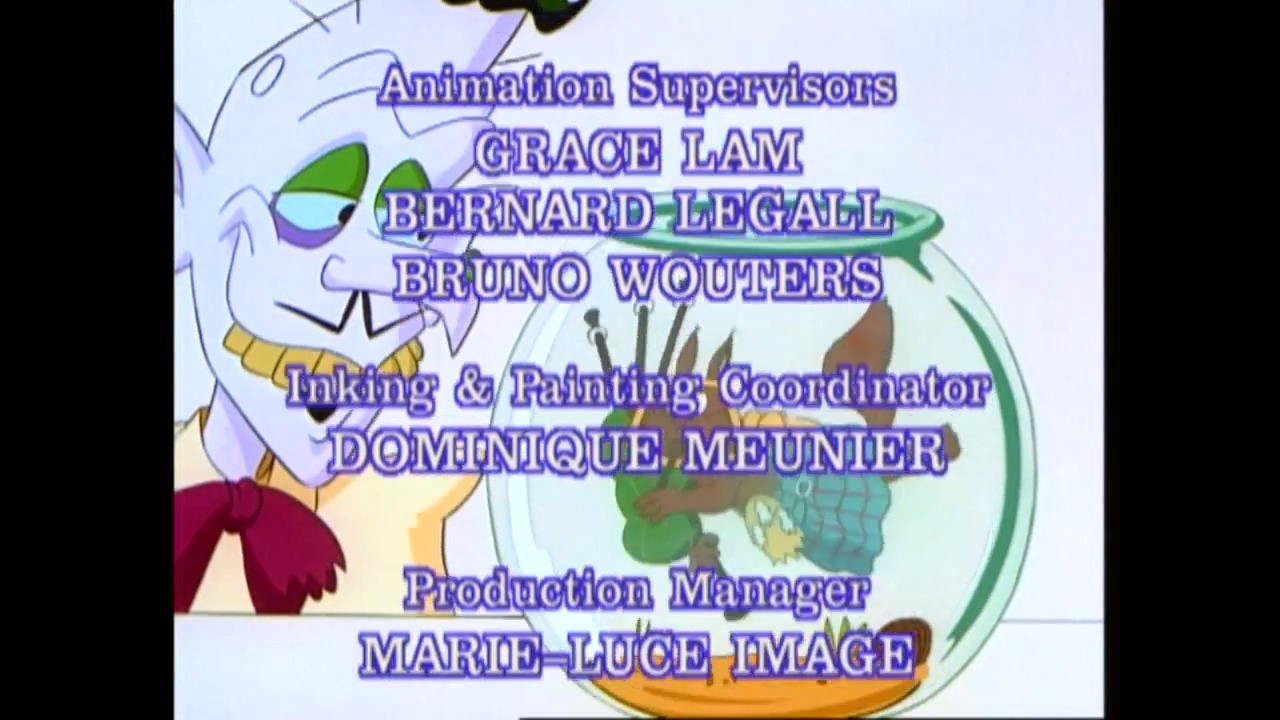 Animation Supervisors
GRACE LAM
BERNARD LEGALL
BRUNO WOUTERS
Inking & Painting Coordinator
DOMINIQUE MEUNIER
Production Manager
MARIE-LUCE IMAGE